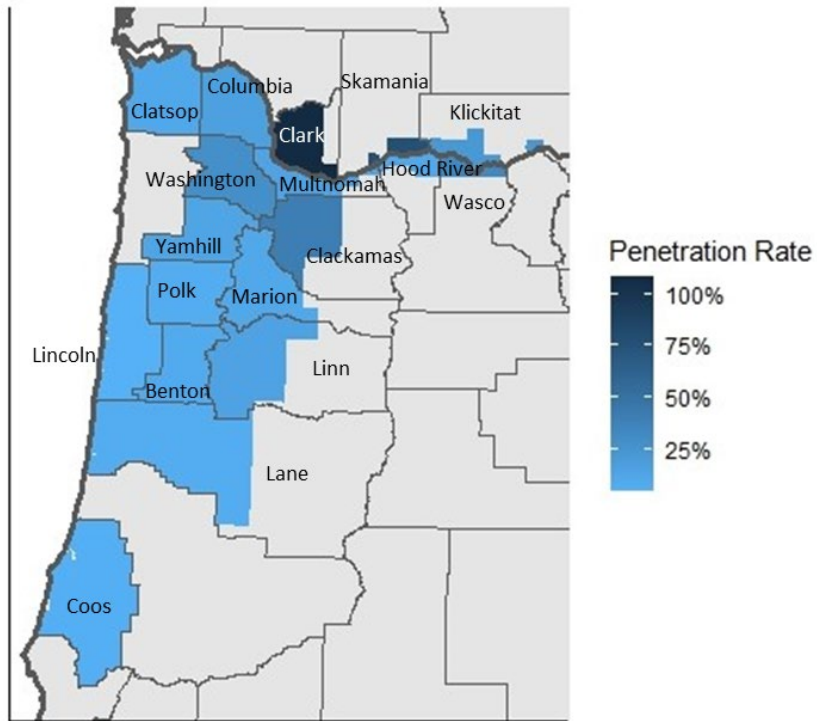 Skamania
Columbia
Clatsop
Klickitat
Clark
Hood River
Washington
Multnomah
Wasco
Yamhill
Clackamas
Polk
Marion
Lincoln
Linn
Benton
Lane
Coos
Penetration Rate
100%
75%
50%
25%